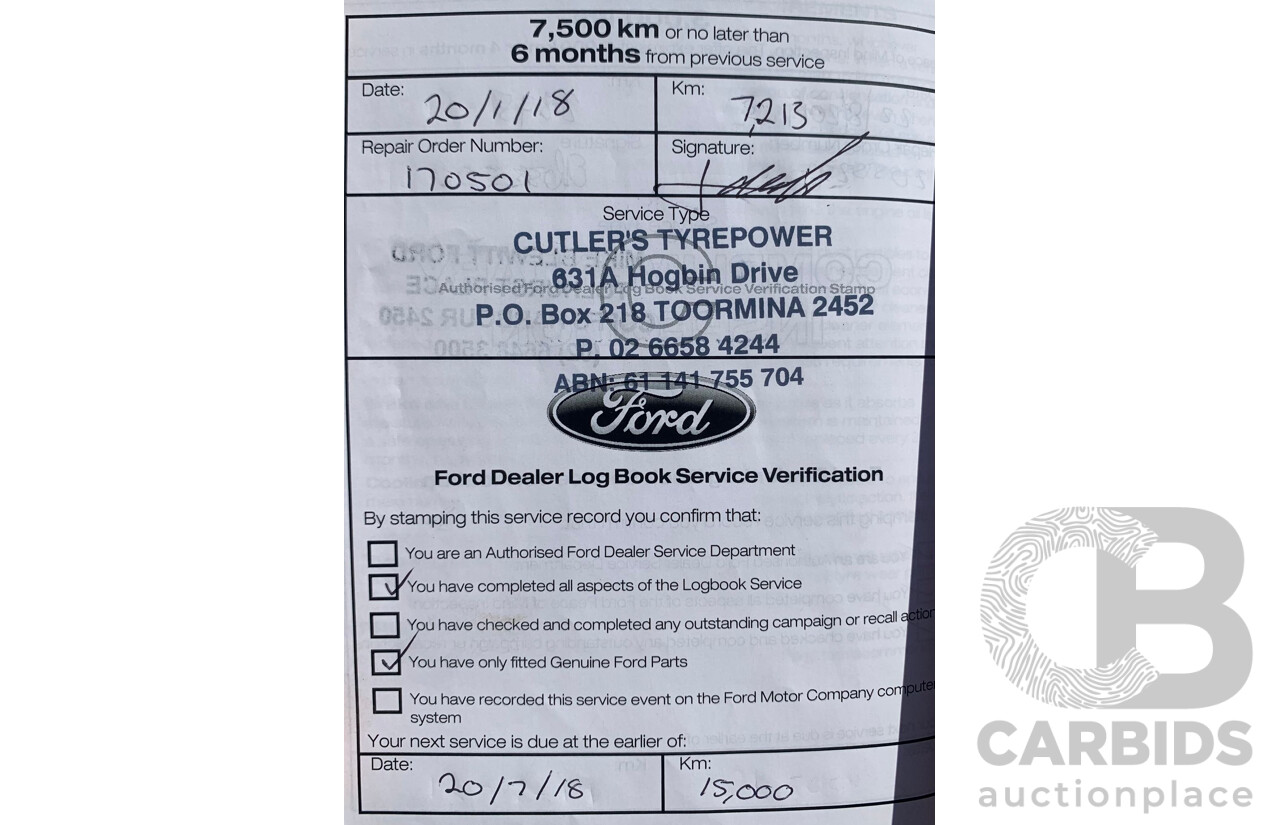 7,500 km or no later than
6 months from previous service
Date: 20/1/18
Km: 7,213
Repair Order Number: 170501
Signature:
Service Type
CUTLER'S TYREPOWER
631A Hogbin Drive
Authorised Ford Dealer Log Book Service Verification Stamp
P.O. Box 218 TOORMINA 2452
P. 02 6658 4244
ABN: 61 141 755 704
Ford
Ford Dealer Log Book Service Verification
By stamping this service record you confirm that:
You are an Authorised Ford Dealer Service Department
You have completed all aspects of the Logbook Service
You have checked and completed any outstanding campaign or recall action
You have only fitted Genuine Ford Parts
You have recorded this service event on the Ford Motor Company computer
system
Your next service is due at the earlier of:
Date: 20/7/18
Km: 15,000
CB
CARBIDS
auctionplace